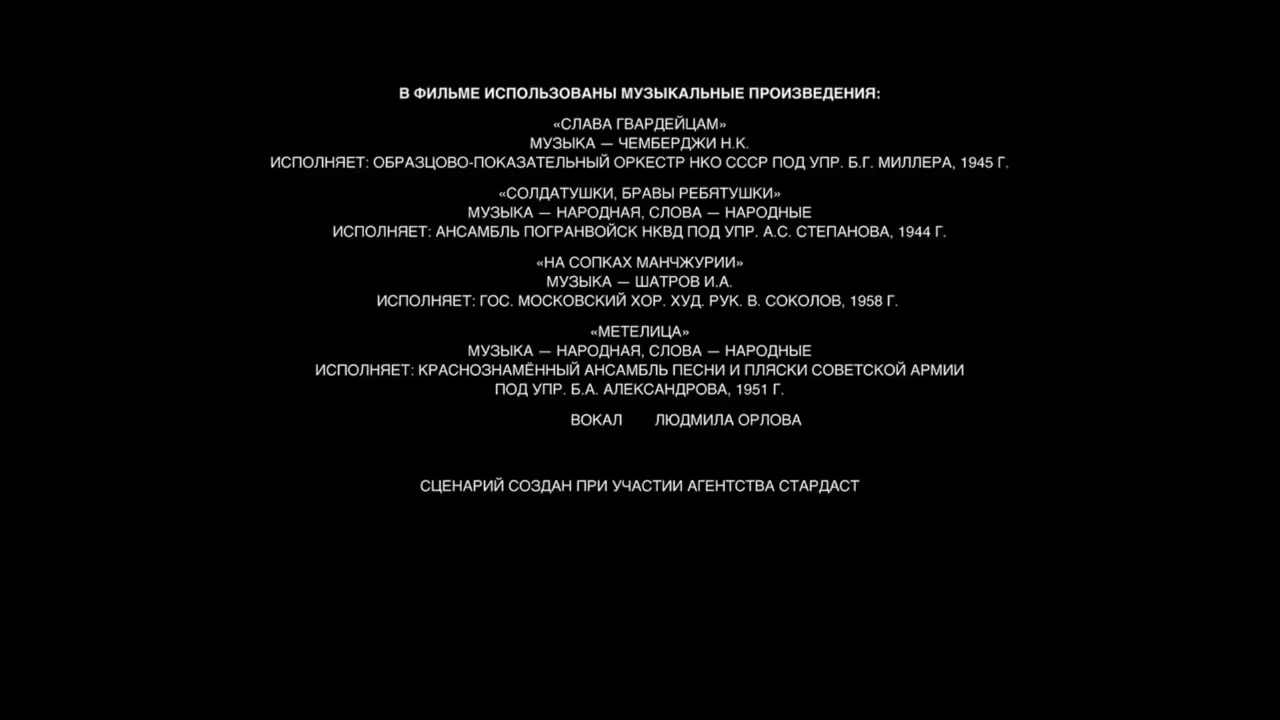 В ФИЛЬМЕ ИСПОЛЬЗОВАНЫ МУЗЫКАЛЬНЫЕ ПРОИЗВЕДЕНИЯ:
«СЛАВА ГВАРДЕЙЦАМ»
МУЗЫКА — ЧЕМБЕРДЖИ Н.К.
ИСПОЛНЯЕТ: ОБРАЗЦОВО-ПОКАЗАТЕЛЬНЫЙ ОРКЕСТР НКО СССР ПОД УПР. Б.Г. МИЛЛЕРА, 1945 Г.
«СОЛДАТУШКИ, БРАВЫ РЕБЯТУШКИ»
МУЗЫКА — НАРОДНАЯ, СЛОВА — НАРОДНЫЕ
ИСПОЛНЯЕТ: АНСАМБЛЬ ПОГРАНВОЙСК НКВД ПОД УПР. А.С. СТЕПАНОВА, 1944 Г.
«НА СОПКАХ МАНЧЖУРИИ»
МУЗЫКА — ШАТРОВ И.А.
ИСПОЛНЯЕТ: ГОС. МОСКОВСКИЙ ХОР. ХУД. РУК. В. СОКОЛОВ, 1958 Г.
«МЕТЕЛИЦА»
МУЗЫКА — НАРОДНАЯ, СЛОВА — НАРОДНЫЕ
ИСПОЛНЯЕТ: КРАСНОЗНАМЁННЫЙ АНСАМБЛЬ ПЕСНИ И ПЛЯСКИ СОВЕТСКОЙ АРМИИ
ПОД УПР. Б.А. АЛЕКСАНДРОВА, 1951 Г.
ВОКАЛ ЛЮДМИЛА ОРЛОВА
СЦЕНАРИЙ СОЗДАН ПРИ УЧАСТИИ АГЕНТСТВА СТАРДАСТ